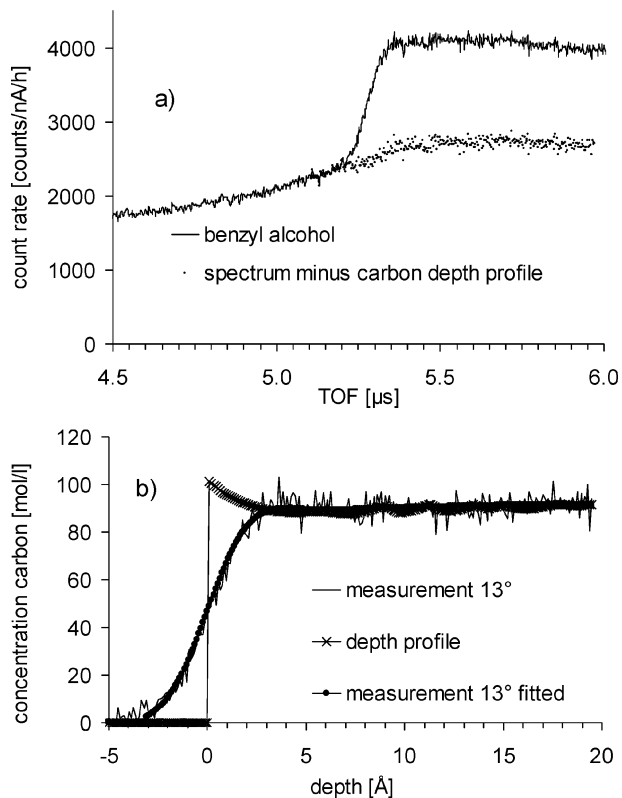 4000
a)
3000
2000
benzyl alcohol
spectrum minus carbon depth profile
1000
0
count rate [counts/nA/h]
4.5 5.0 5.5 6.0
TOF [µs]
120
b)
100
80
60
measurement 13°
40
depth profile
20
measurement 13° fitted
0
concentration carbon [mol/l]
-5 0 5 10 15 20
depth [Å]